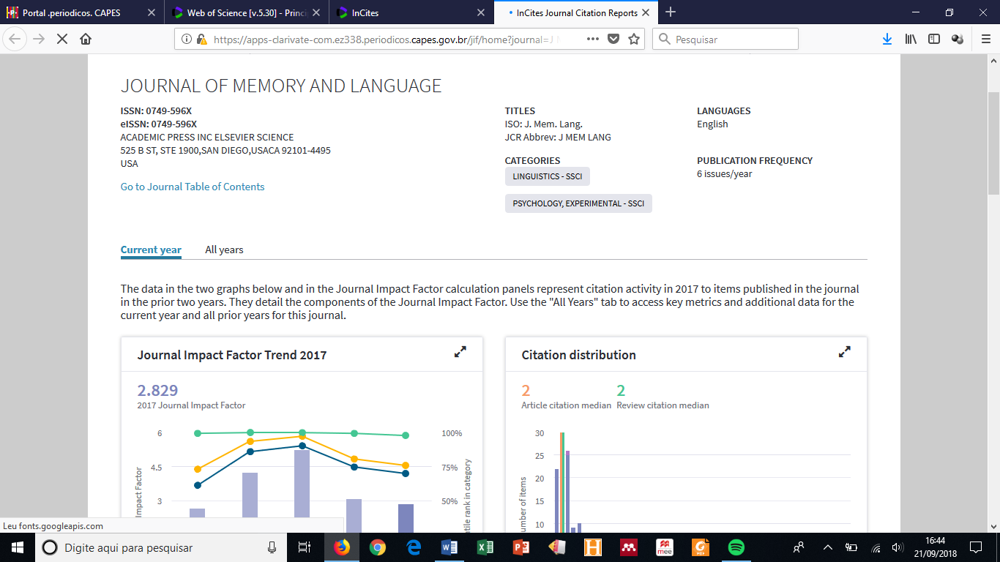 Portal .periodicos. CAPES
Web of Science [v.5.30] - Princi
InCites
InCites Journal Citation Reports
https://apps-clarivate-com.ez338.periodicos.capes.gov.br/jif/home?journal=J M
Pesquisar
JOURNAL OF MEMORY AND LANGUAGE
ISSN: 0749-596X
eISSN: 0749-596X
ACADEMIC PRESS INC ELSEVIER SCIENCE
525 B ST, STE 1900,SAN DIEGO,USACA 92101-4495
USA
Go to Journal Table of Contents
TITLES
ISO: J. Mem. Lang.
JCR Abbrev: J MEM LANG
CATEGORIES
LINGUISTICS - SSCI
PSYCHOLOGY, EXPERIMENTAL - SSCI
LANGUAGES
English
PUBLICATION FREQUENCY
6 issues/year
Current year All years
The data in the two graphs below and in the Journal Impact Factor calculation panels represent citation activity in 2017 to items published in the journal
in the prior two years. They detail the components of the Journal Impact Factor. Use the "All Years" tab to access key metrics and additional data for the
current year and all prior years for this journal.
Journal Impact Factor Trend 2017
2.829
2017 Journal Impact Factor
6
4.5
3
Impact Factor
100%
75%
50%
rank in category
Citation distribution
2
Article citation median
2
Review citation median
30
25
20
15
10
of items
Leu fonts.googleapis.com
Digite aqui para pesquisar
mee
PDF
16:44
21/09/2018